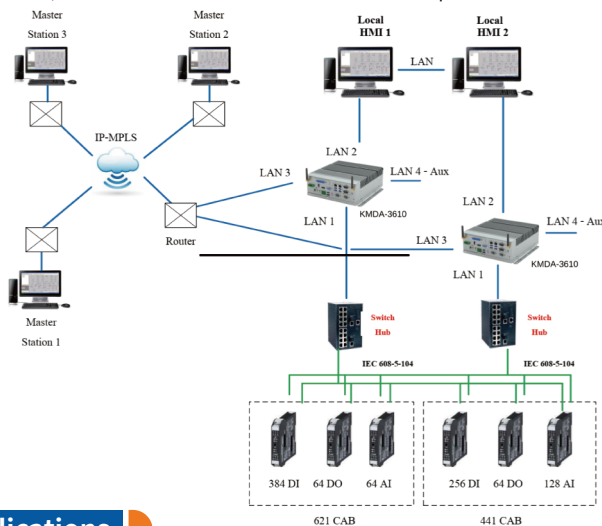 Master
Station 3
Master
Station 2
Local
HMI 1
Local
HMI 2
LAN
IP-MPLS
LAN 2
LAN 3
LAN 4 - Aux
KMDA-3610
LAN 1
Router
LAN 2
LAN 4 - Aux
LAN 3
KMDA-3610
LAN 1
Master
Station 1
Switch
Hub
Switch
Hub
IEC 608-5-104
IEC 608-5-104
384 DI
64 DO
64 AI
256 DI
64 DO
128 AI
621 CAB
441 CAB